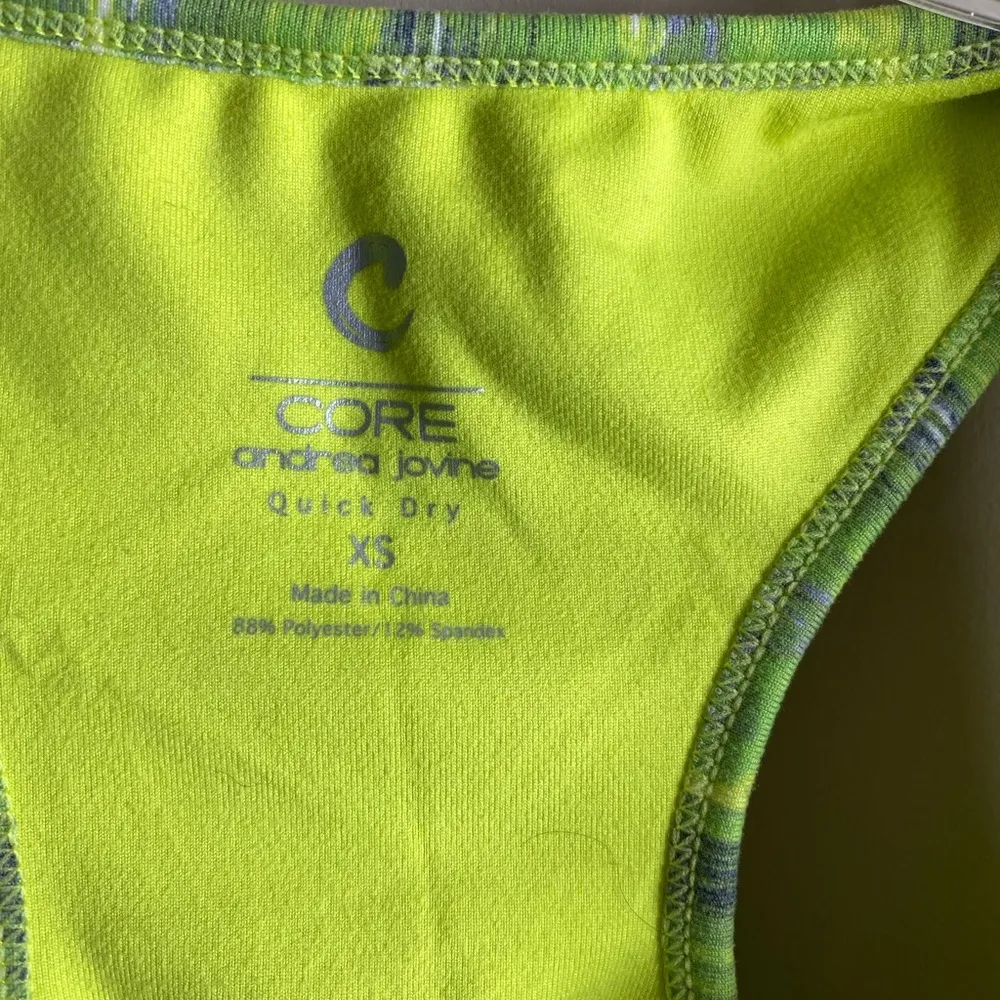 CORE
andrea jovine
Quick Dry
XS
Made in China
88% Polyester/12% Spandex